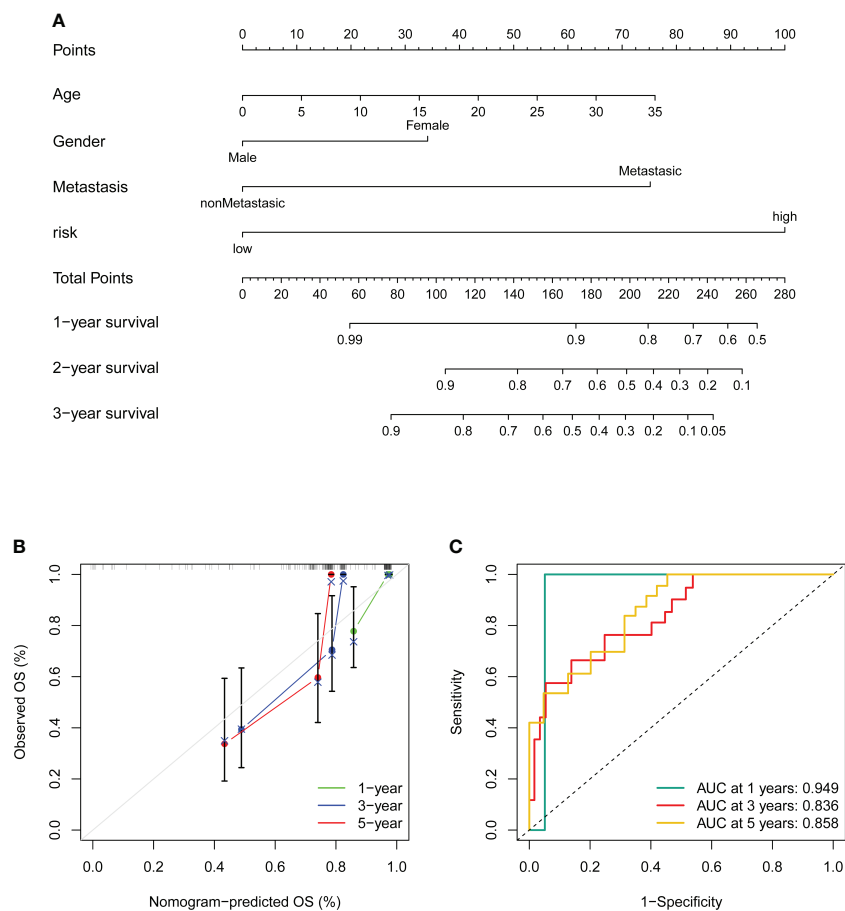 A
Points
0 10 20 30 40 50 60 70 80 90 100
Age
0 5 10 15 20 25 30 35
Gender
Female
Male
Metastasis
Metastasic
nonMetastasic
risk
high
low
Total Points
0 20 40 60 80 100 120 140 160 180 200 220 240 260 280
1−year survival
0.99 0.9 0.8 0.7 0.6 0.5
2−year survival
0.9 0.8 0.7 0.6 0.5 0.4 0.3 0.2 0.1
3−year survival
0.9 0.8 0.7 0.6 0.5 0.4 0.3 0.2 0.1 0.05
B
Observed OS (%)
1.0
0.8
0.6
0.4
0.2
0.0
1−year
3−year
5−year
0.0 0.2 0.4 0.6 0.8 1.0
Nomogram−predicted OS (%)
C
Sensitivity
1.0
0.8
0.6
0.4
0.2
0.0
AUC at 1 years: 0.949
AUC at 3 years: 0.836
AUC at 5 years: 0.858
0.0 0.2 0.4 0.6 0.8 1.0
1−Specificity